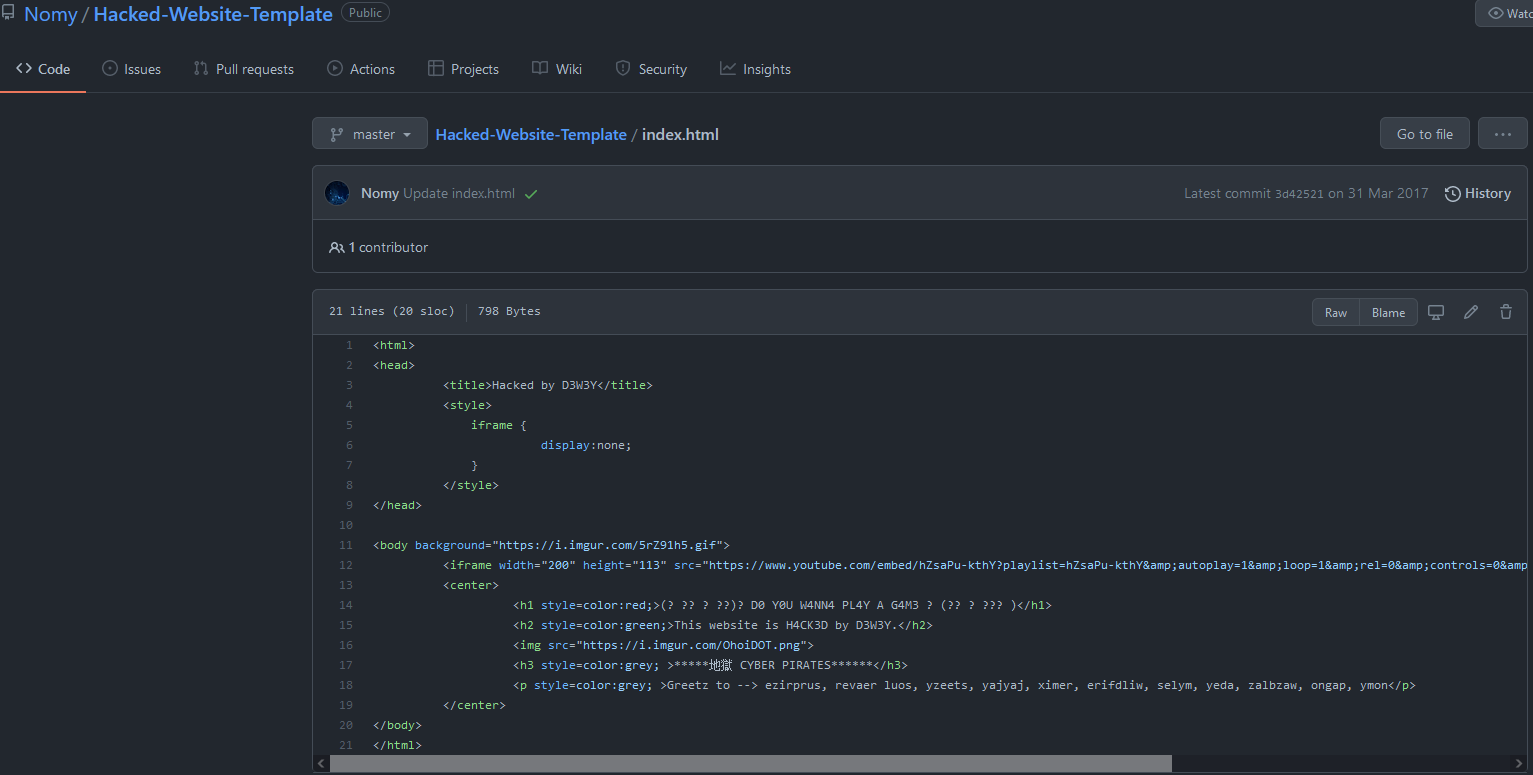 Nomy / Hacked-Website-Template Public
Watc
Code Issues Pull requests Actions Projects Wiki Security Insights
master Hacked-Website-Template / index.html Go to file ...
Nomy Update index.html Latest commit 3d42521 on 31 Mar 2017 History
1 contributor
21 lines (20 sloc) 798 Bytes Raw Blame
1 <html>
2 <head>
3 <title>Hacked by D3W3Y</title>
4 <style>
5 iframe {
6 display:none;
7 }
8 </style>
9 </head>
10
11 <body background="https://i.imgur.com/5rZ91h5.gif">
12 <iframe width="200" height="113" src="https://www.youtube.com/embed/hZsaPu-kthY?playlist=hZsaPu-kthY&amp;autoplay=1&amp;loop=1&amp;rel=0&amp;controls=0&amp
13 <center>
14 <h1 style=color:red;>(? ?? ? ??)? D0 Y0U W4NN4 PL4Y A G4M3 ? (?? ? ??? )</h1>
15 <h2 style=color:green;>This website is H4CK3D by D3W3Y.</h2>
16 <img src="https://i.imgur.com/OhoiDOT.png">
17 <h3 style=color:grey; >*****地獄 CYBER PIRATES******</h3>
18 <p style=color:grey; >Greetz to --> ezirprus, revaer luos, yzeets, yajyaj, ximer, erifdliw, selym, yeda, zalbzaw, ongap, ymon</p>
19 </center>
20 </body>
21 </html>